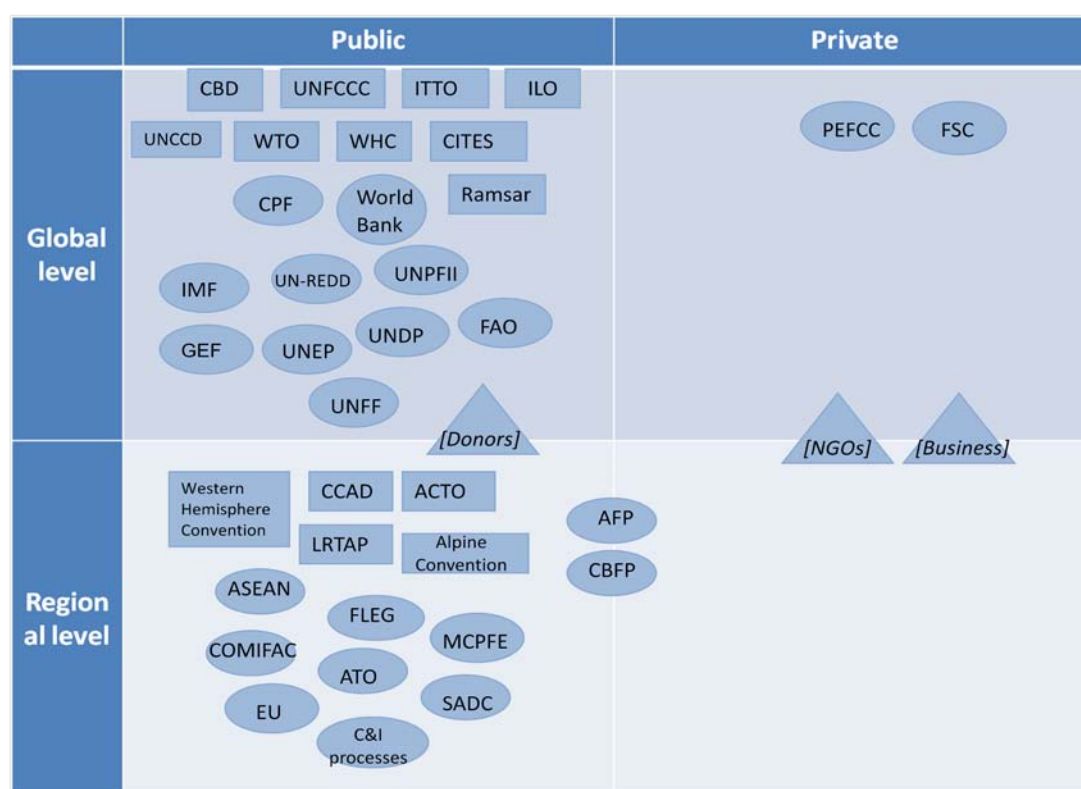 Public
Private
Global
level
CBD
UNFCCC
ITTO
ILO
UNCCD
WTO
WHC
CITES
CPF
World
Bank
Ramsar
IMF
UN-REDD
UNPFII
GEF
UNEP
UNDP
FAO
UNFF
[Donors]
PEFCC
FSC
[NGOs]
[Business]
Region
al level
Western
Hemisphere
Convention
CCAD
ACTO
LRTAP
Alpine
Convention
AFP
CBFP
ASEAN
FLEG
MCPFE
COMIFAC
ATO
SADC
EU
C&I
processes